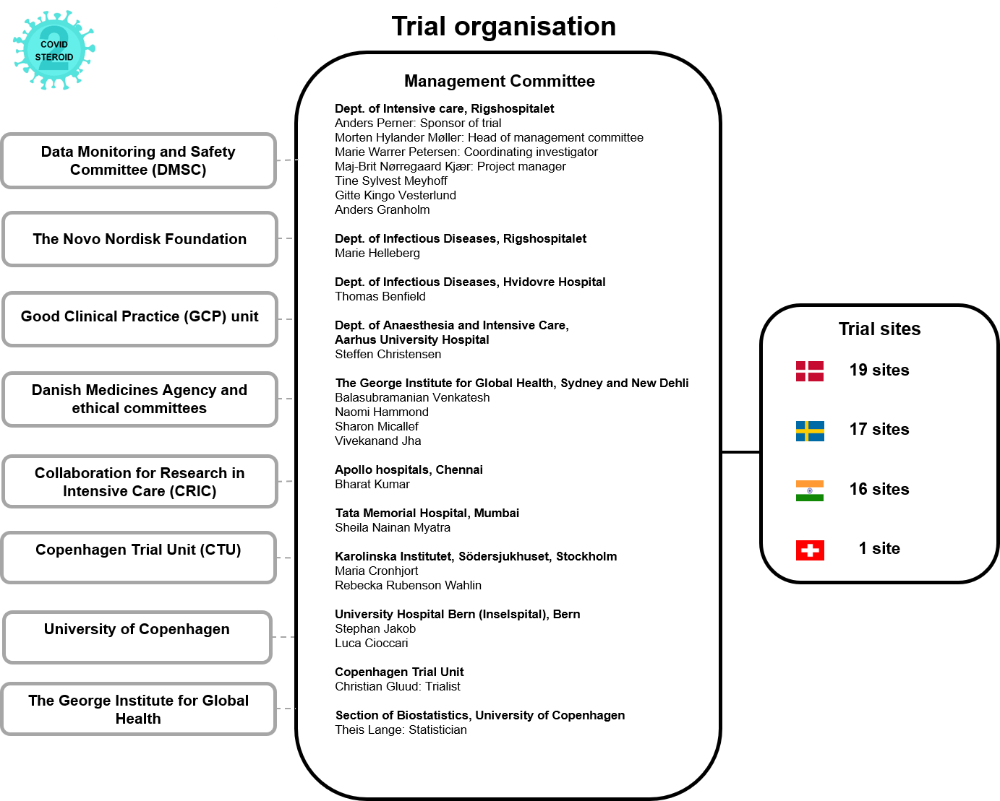 Trial organisation
2
COVID
STEROID
Data Monitoring and Safety
Committee (DMSC)
The Novo Nordisk Foundation
Good Clinical Practice (GCP) unit
Danish Medicines Agency and
ethical committees
Collaboration for Research in
Intensive Care (CRIC)
Copenhagen Trial Unit (CTU)
University of Copenhagen
The George Institute for Global
Health
Management Committee
Dept. of Intensive care, Rigshospitalet
Anders Perner: Sponsor of trial
Morten Hylander Møller: Head of management committee
Marie Warrer Petersen: Coordinating investigator
Maj-Brit Nørregaard Kjær: Project manager
Tine Sylvest Meyhoff
Gitte Kingo Vesterlund
Anders Granholm
Dept. of Infectious Diseases, Rigshospitalet
Marie Helleberg
Dept. of Infectious Diseases, Hvidovre Hospital
Thomas Benfield
Dept. of Anaesthesia and Intensive Care,
Aarhus University Hospital
Steffen Christensen
The George Institute for Global Health, Sydney and New Dehli
Balasubramanian Venkatesh
Naomi Hammond
Sharon Micallef
Vivekanand Jha
Apollo hospitals, Chennai
Bharat Kumar
Tata Memorial Hospital, Mumbai
Sheila Nainan Myatra
Karolinska Institutet, Södersjukhuset, Stockholm
Maria Cronhjort
Rebecka Rubenson Wahlin
University Hospital Bern (Inselspital), Bern
Stephan Jakob
Luca Cioccari
Copenhagen Trial Unit
Christian Gluud: Trialist
Section of Biostatistics, University of Copenhagen
Theis Lange: Statistician
Trial sites
19 sites
17 sites
16 sites
1 site